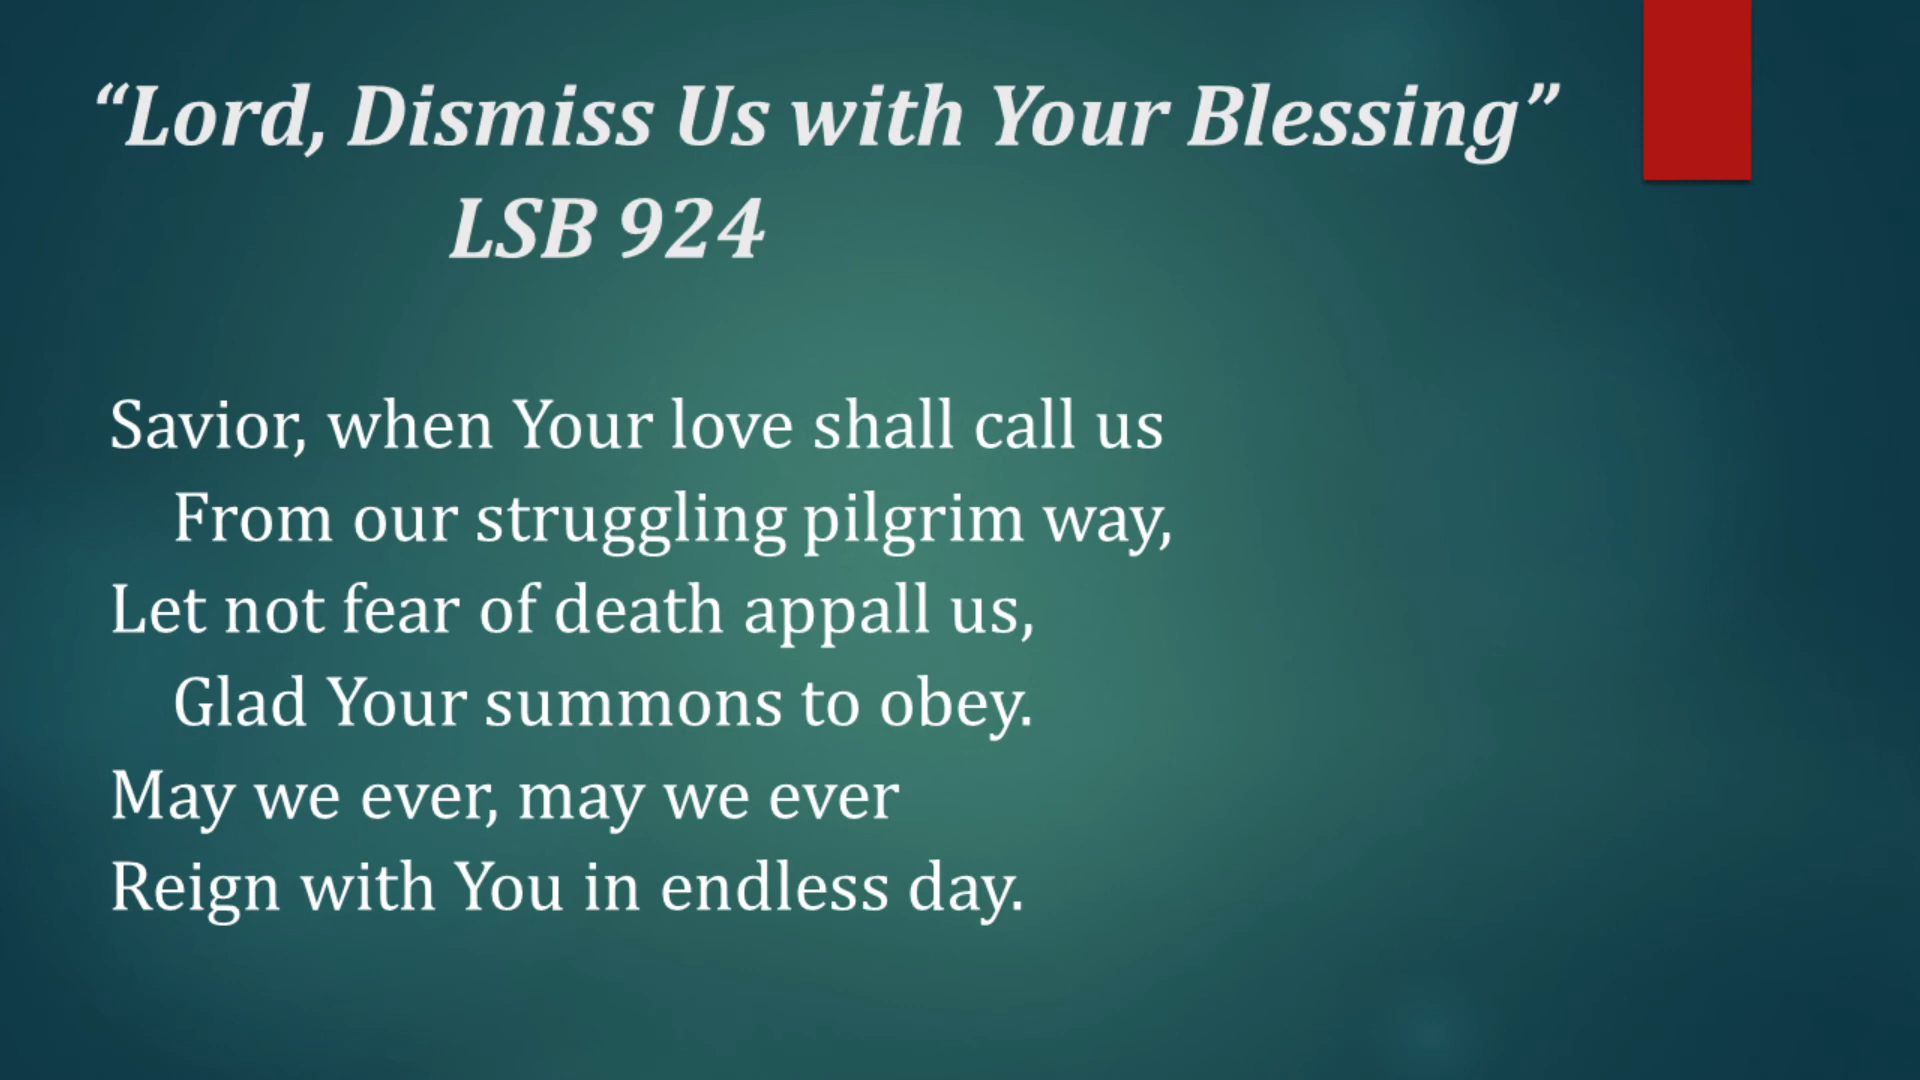 “Lord, Dismiss Us with Your Blessing”
LSB 924
Savior, when Your love shall call us
From our struggling pilgrim way,
Let not fear of death appall us,
Glad Your summons to obey.
May we ever, may we ever
Reign with You in endless day.